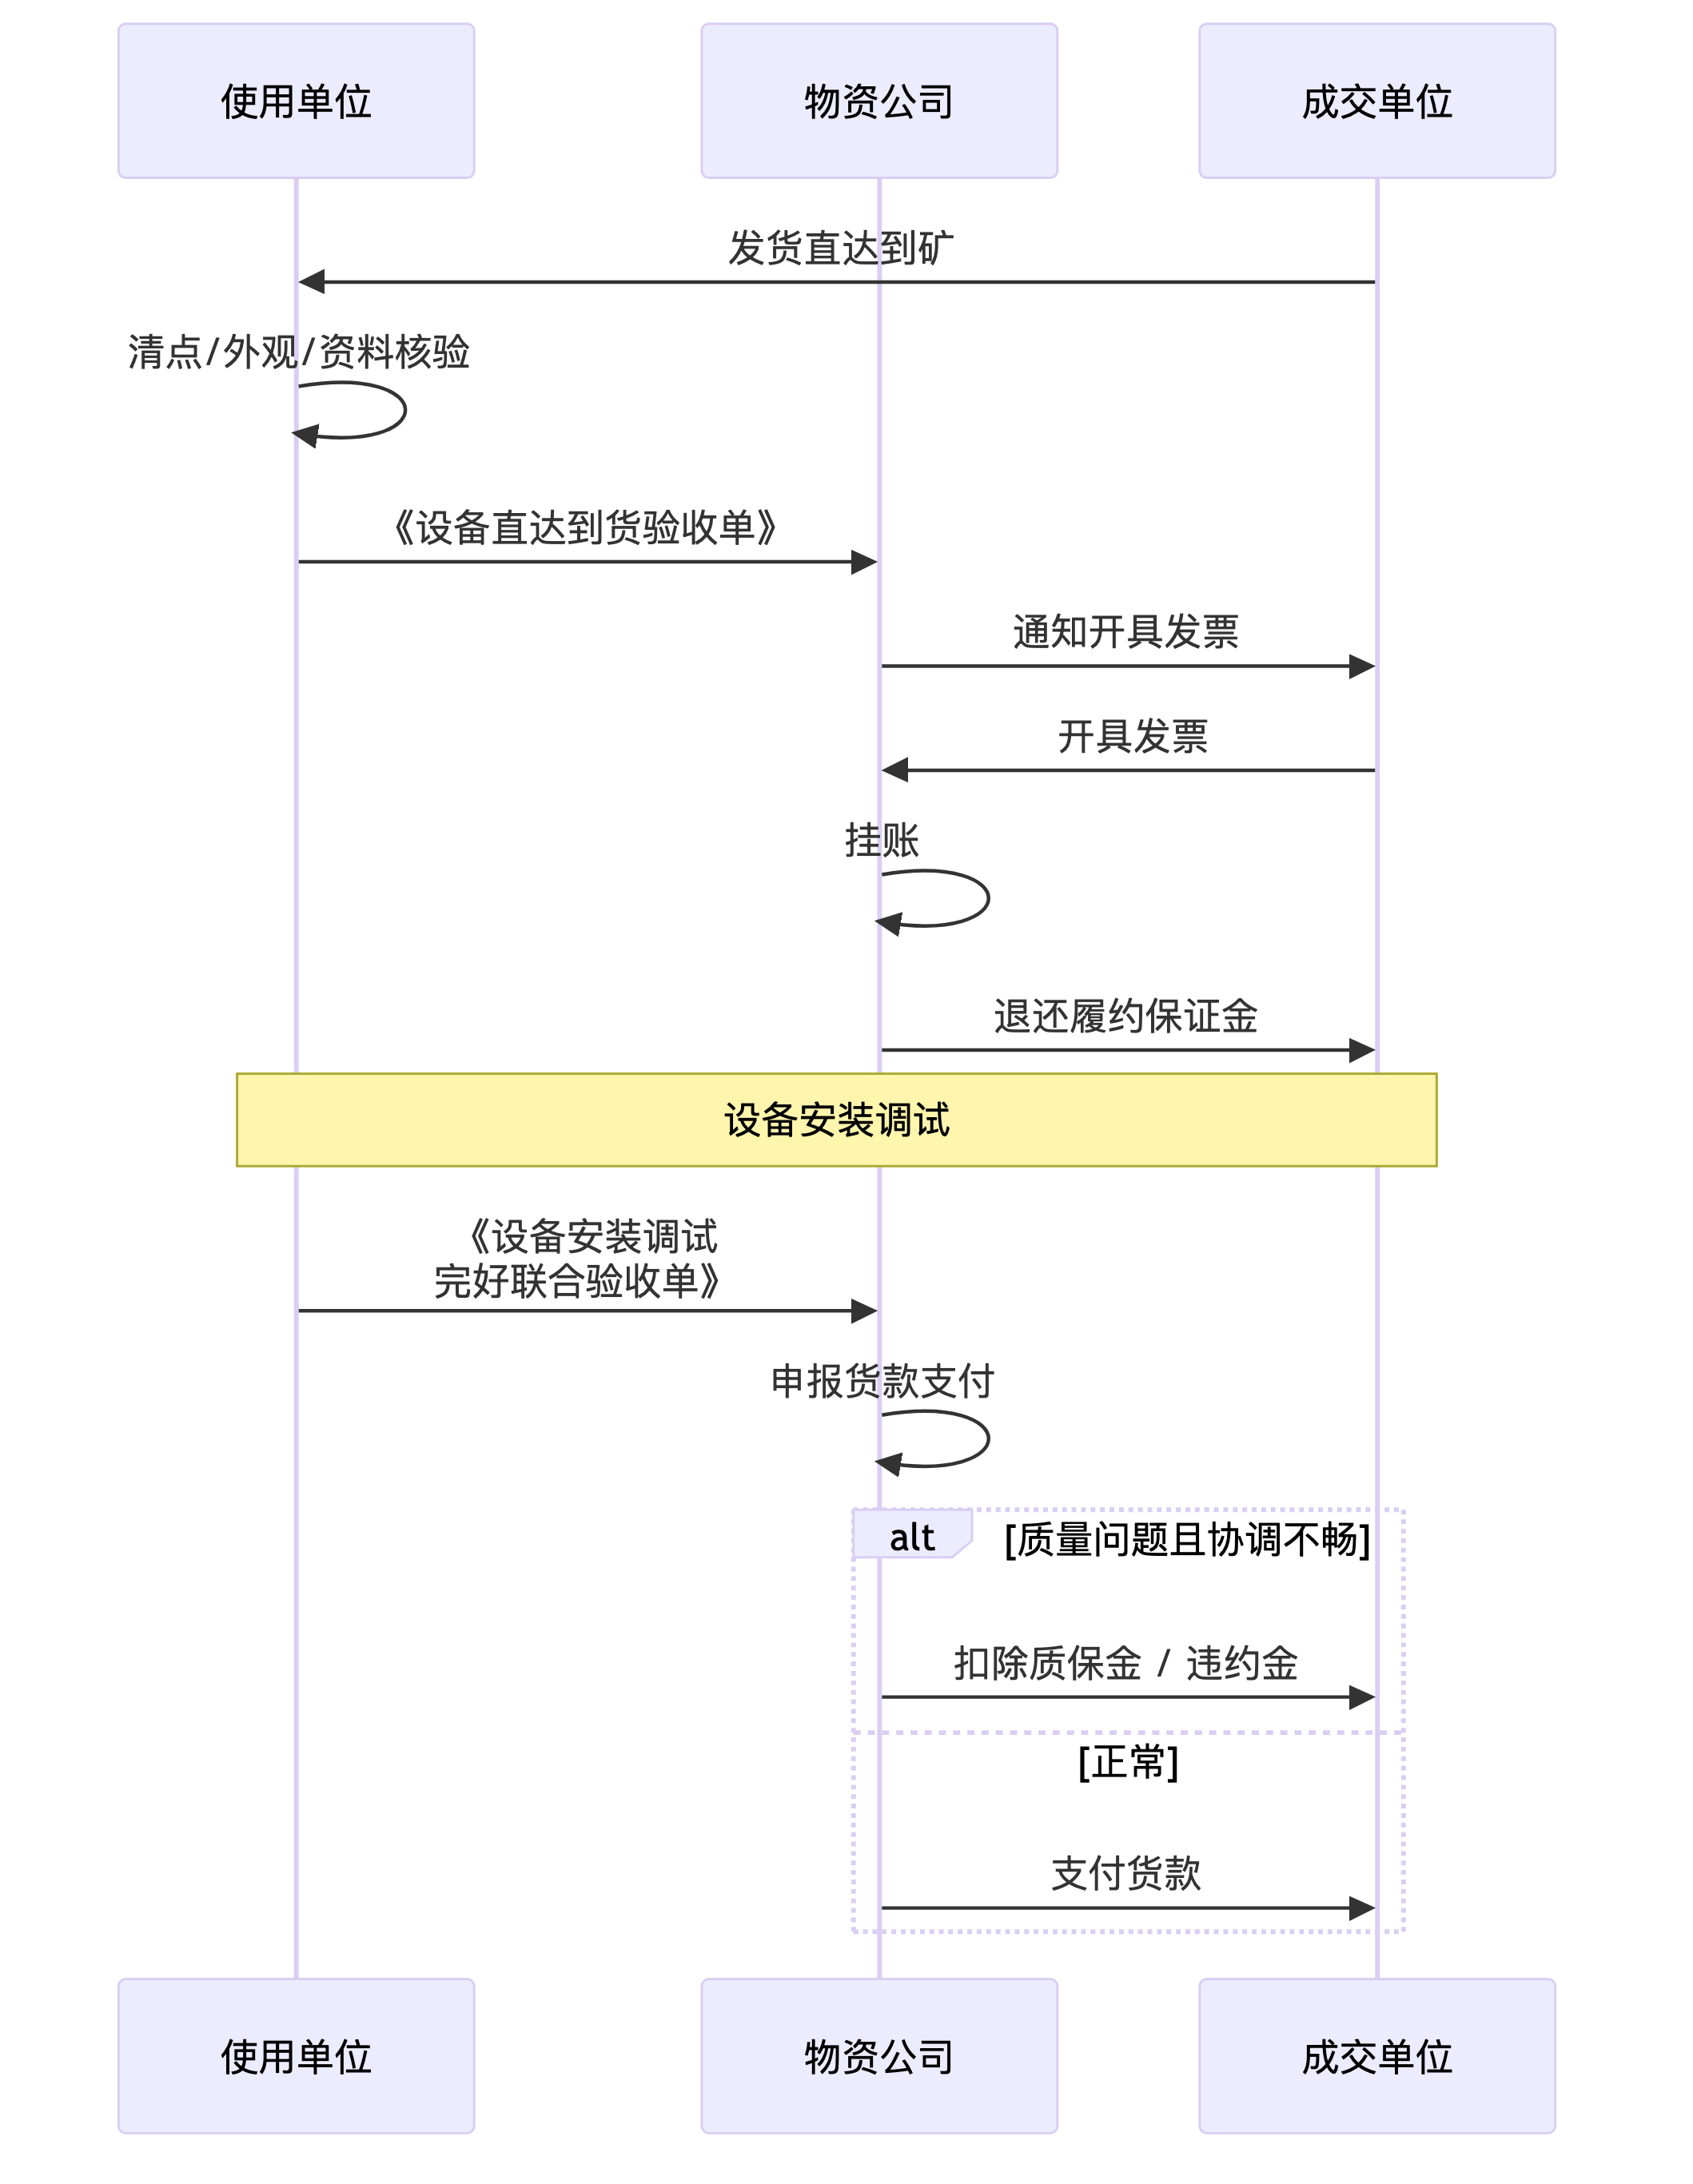 使用单位
物资公司
成交单位
发货直达到矿
清点/外观/资料核验
《设备直达到货验收单》
通知开具发票
开具发票
挂账
退还履约保证金
设备安装调试
《设备安装调试
完好联合验收单》
申报货款支付
alt
[质量问题且协调不畅]
扣除质保金 / 违约金
[正常]
支付货款
使用单位
物资公司
成交单位